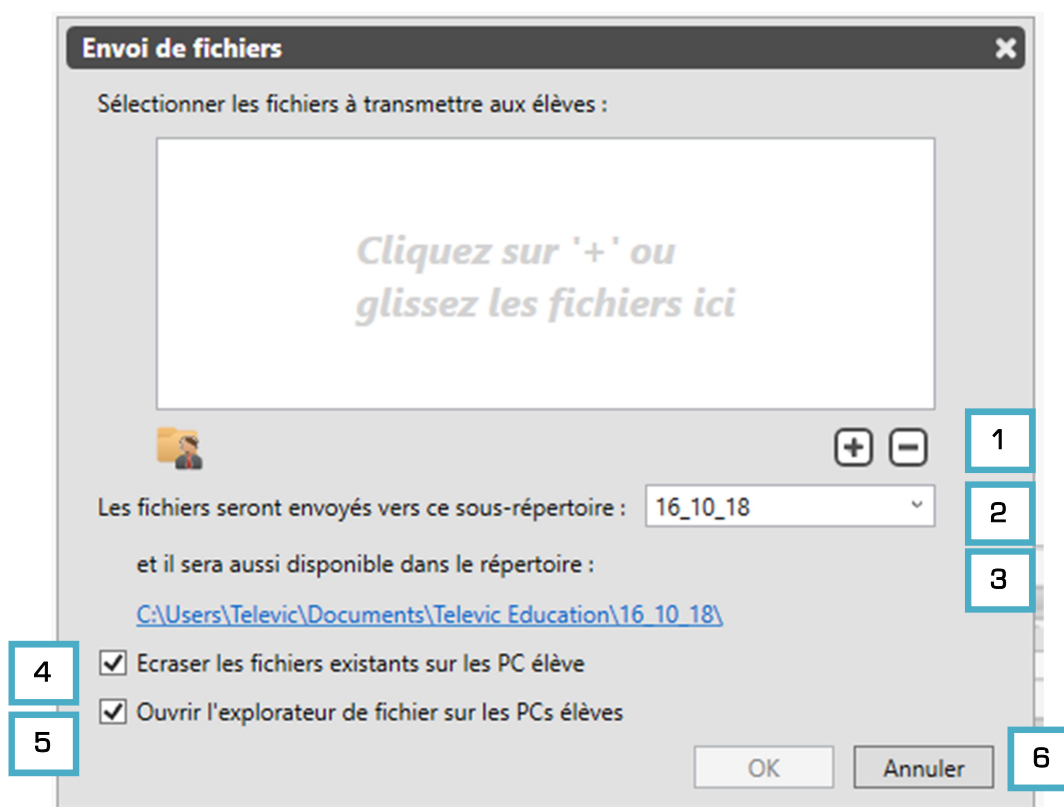 Envoi de fichiers
Sélectionner les fichiers à transmettre aux élèves :
Cliquez sur '+' ou
glissez les fichiers ici
1
Les fichiers seront envoyés vers ce sous-répertoire : 16_10_18
2
et il sera aussi disponible dans le répertoire :
3
C:\Users\Televic\Documents\Televic Education\16_10_18\
4
Ecraser les fichiers existants sur les PC élève
Ouvrir l'explorateur de fichier sur les PCs élèves
5
OK Annuler
6